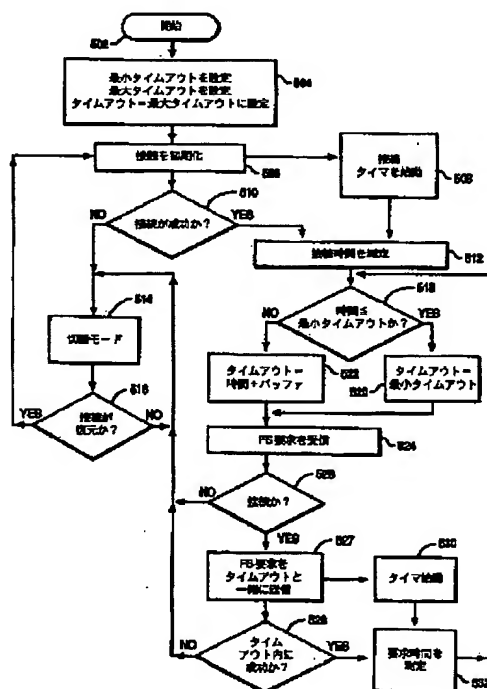 開始
502
最小タイムアウトを設定
最大タイムアウトを設定
タイムアウト=最大タイムアウトに設定
504
接続を初期化
接続
タイマを始動
508
510
接続が成功か?
NO
YES
接続時間を測定
512
514
切断モード
518
時間≦
最小タイムアウトか?
NO
YES
516
接続が
復元か?
YES
NO
タイムアウト=
時間+バッファ
522
タイムアウト=
最小タイムアウト
FS要求を受信
524
接続か?
NO
YES
527
FS要求を
タイムアウトと
一緒に送信
530
タイマ始動
タイム
アウト内に
成功か?
NO
YES
要求時間を
測定
532